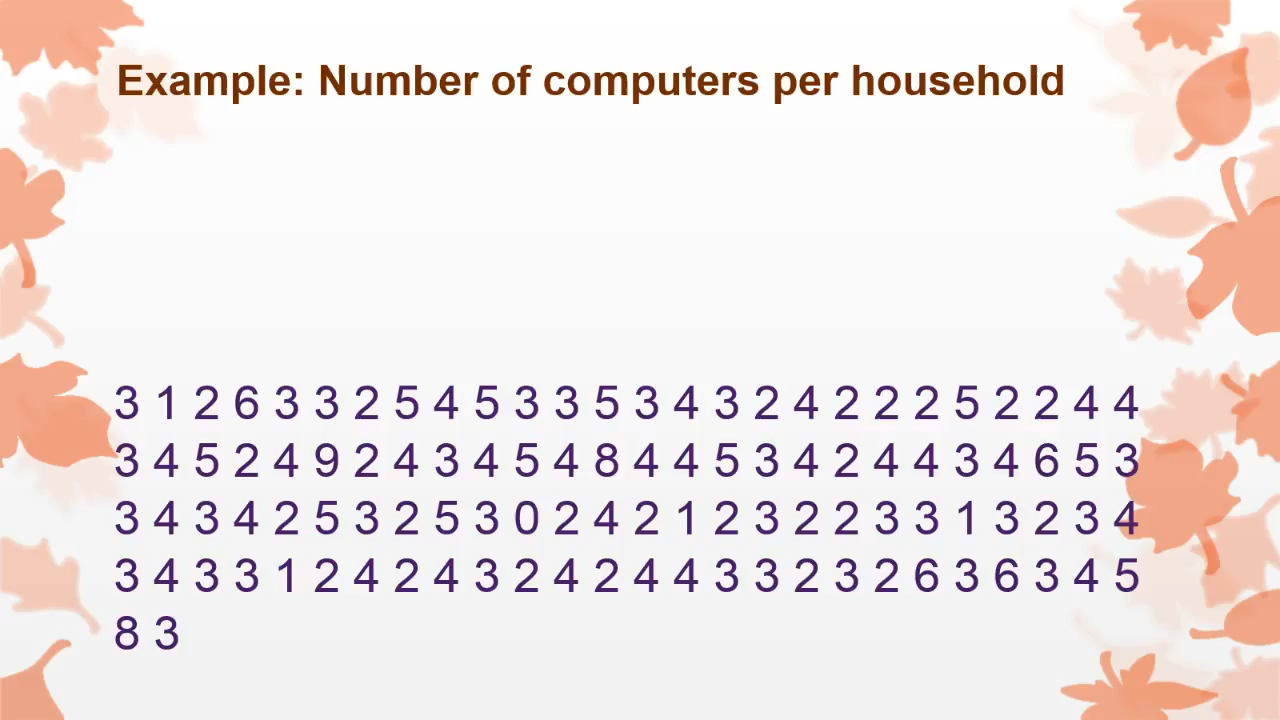 Example: Number of computers per household
3 1 2 6 3 3 2 5 4 5 3 3 5 3 4 3 2 4 2 2 2 5 2 2 4 4
3 4 5 2 4 9 2 4 3 4 5 4 8 4 4 5 3 4 2 4 4 3 4 6 5 3
3 4 3 4 2 5 3 2 5 3 0 2 4 2 1 2 3 2 2 3 3 1 3 2 3 4
3 4 3 3 1 2 4 2 4 3 2 4 2 4 4 3 3 2 3 2 6 3 6 3 4 5
8 3